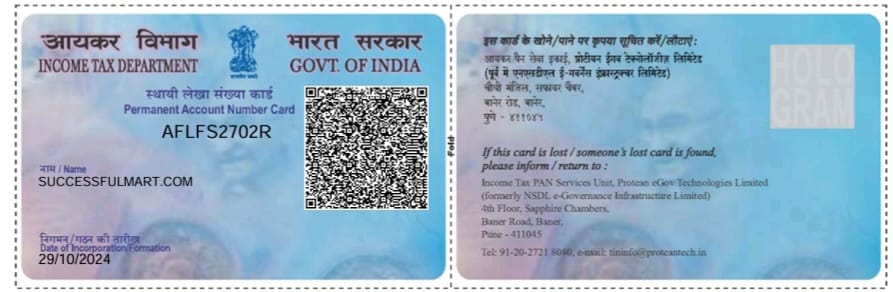 आयकर विभाग
INCOME TAX DEPARTMENT
भारत सरकार
GOVT. OF INDIA
स्थायी लेखा संख्या कार्ड
Permanent Account Number Card
AFLFS2702R
नाम / Name
SUCCESSFULMART.COM
निगमन/गठन की तारीख
Date of Incorporation/Formation
29/10/2024
Fold
इस कार्ड के खोने/पाने पर कृपया सूचित करें/लौटाएं:
आयकर पैन सेवा इकाई, प्रोटीयन ईगव टेक्नोलॉजीज़ लिमिटेड
(पूर्व में एनएसडीएल ई-गवर्नेंस इंफ्रास्ट्रक्चर लिमिटेड)
चौथी मंजिल, सफायर चैंबर,
बानेर रोड, बानेर,
पुणे - ४११०४५
HOLO
GRAM
If this card is lost / someone's lost card is found,
please inform / return to :
Income Tax PAN Services Unit, Protean eGov Technologies Limited
(formerly NSDL e-Governance Infrastructure Limited)
4th Floor, Sapphire Chambers,
Baner Road, Baner,
Pune - 411045
Tel: 91-20-2721 8080, e-mail: tininfo@proteantech.in